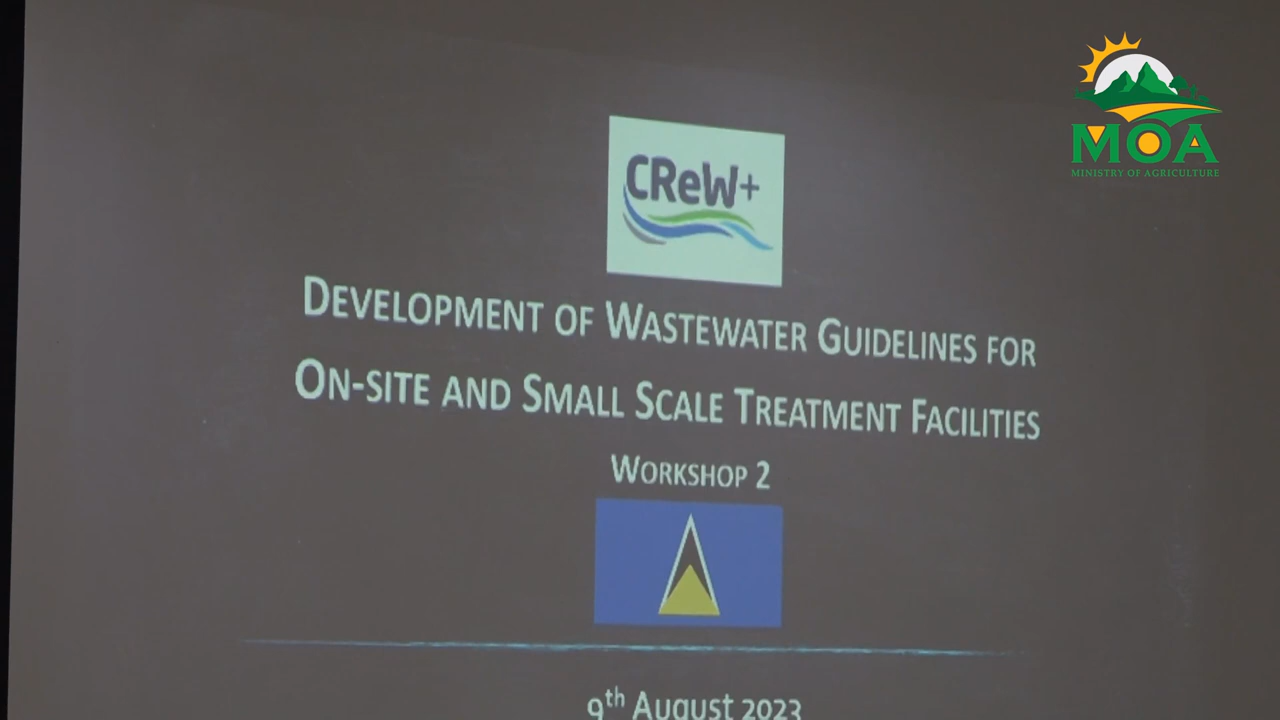 MOA
MINISTRY OF AGRICULTURE
CReW+
DEVELOPMENT OF WASTEWATER GUIDELINES FOR
ON-SITE AND SMALL SCALE TREATMENT FACILITIES
WORKSHOP 2
9th August 2023